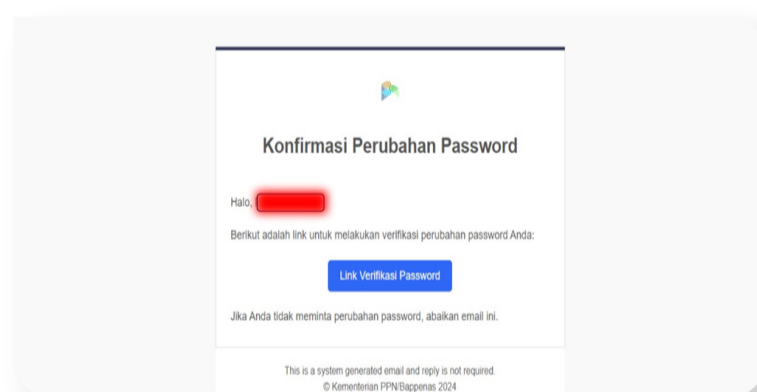 Konfirmasi Perubahan Password
Halo,
Berikut adalah link untuk melakukan verifikasi perubahan password Anda:
Link Verifikasi Password
Jika Anda tidak meminta perubahan password, abaikan email ini.
This is a system generated email and reply is not required.
© Kementerian PPN/Bappenas 2024